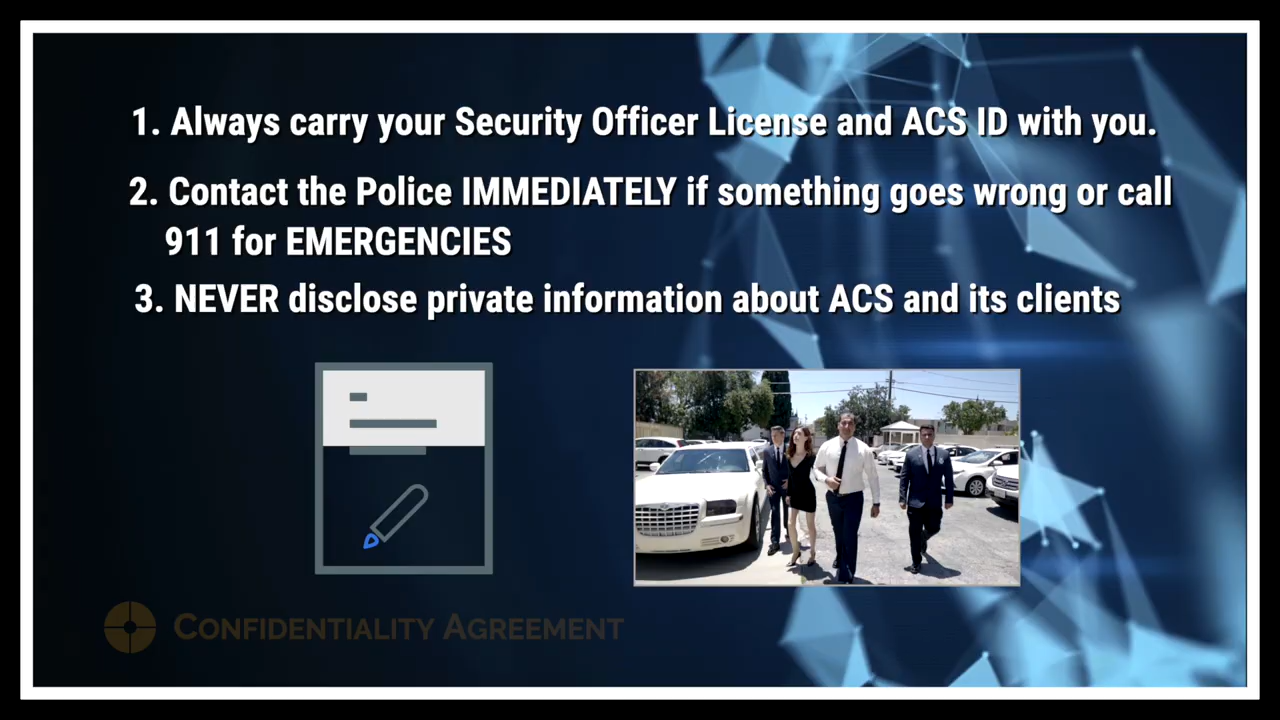 1. Always carry your Security Officer License and ACS ID with you.
2. Contact the Police IMMEDIATELY if something goes wrong or call
911 for EMERGENCIES
3. NEVER disclose private information about ACS and its clients
CONFIDENTIALITY AGREEMENT